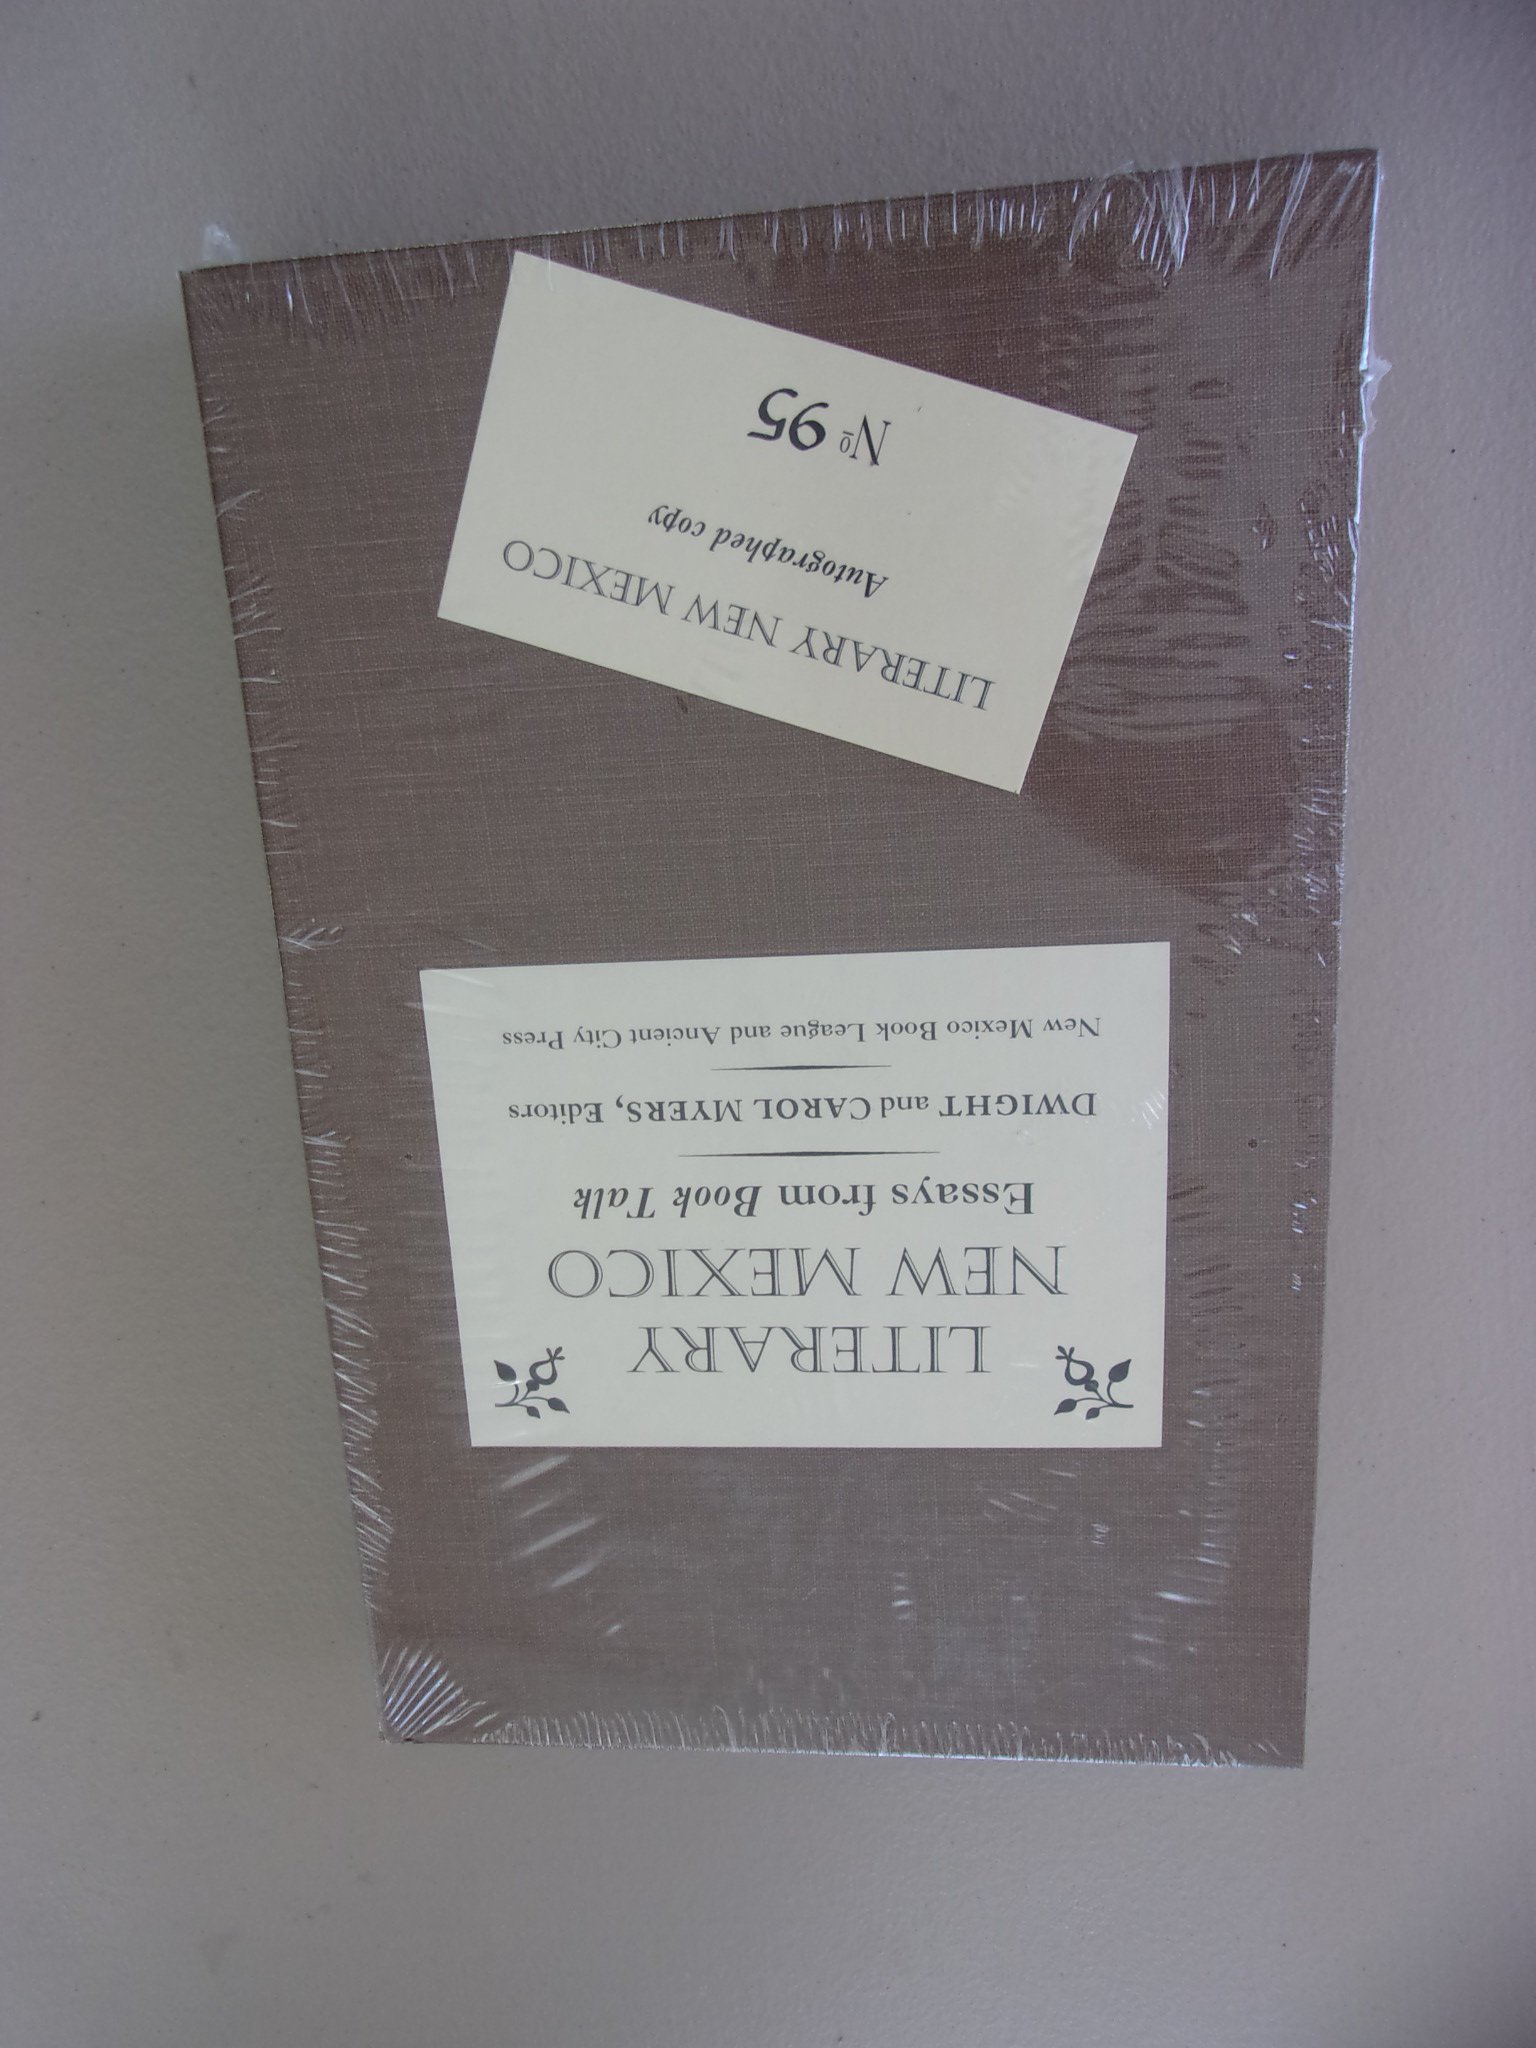 LITERARY
NEW MEXICO
Essays from Book Talk
DWIGHT and CAROL MYERS, Editors
New Mexico Book League and Ancient City Press
LITERARY NEW MEXICO
Autographed copy
Nº 95